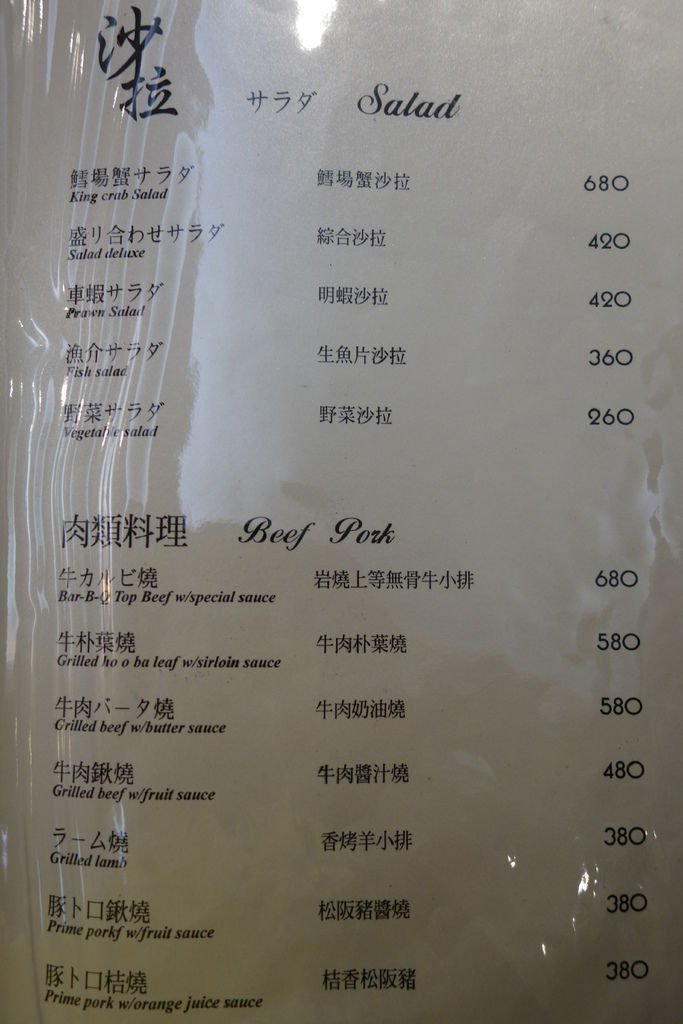 沙拉 サラダ Salad
鱈場蟹サラダ 鱈場蟹沙拉 680
King crab Salad
盛り合わせサラダ 綜合沙拉 420
Salad deluxe
車蝦サラダ 明蝦沙拉 420
Prawn Salad
漁介サラダ 生魚片沙拉 360
Fish salad
野菜サラダ 野菜沙拉 260
Vegetable salad
肉類料理 Beef Pork
牛カルビ燒 岩燒上等無骨牛小排 680
Bar-B-Q Top Beef w/special sauce
牛朴葉燒 牛肉朴葉燒 580
Grilled ho o ba leaf w/sirloin sauce
牛肉バータ燒 牛肉奶油燒 580
Grilled beef w/butter sauce
牛肉鍬燒 牛肉醬汁燒 480
Grilled beef w/fruit sauce
ラーム燒 香烤羊小排 380
Grilled lamb
豚トロ鍬燒 松阪豬醬燒 380
Prime porkf w/fruit sauce
豚トロ桔燒 桔香松阪豬 380
Prime pork w/orange juice sauce